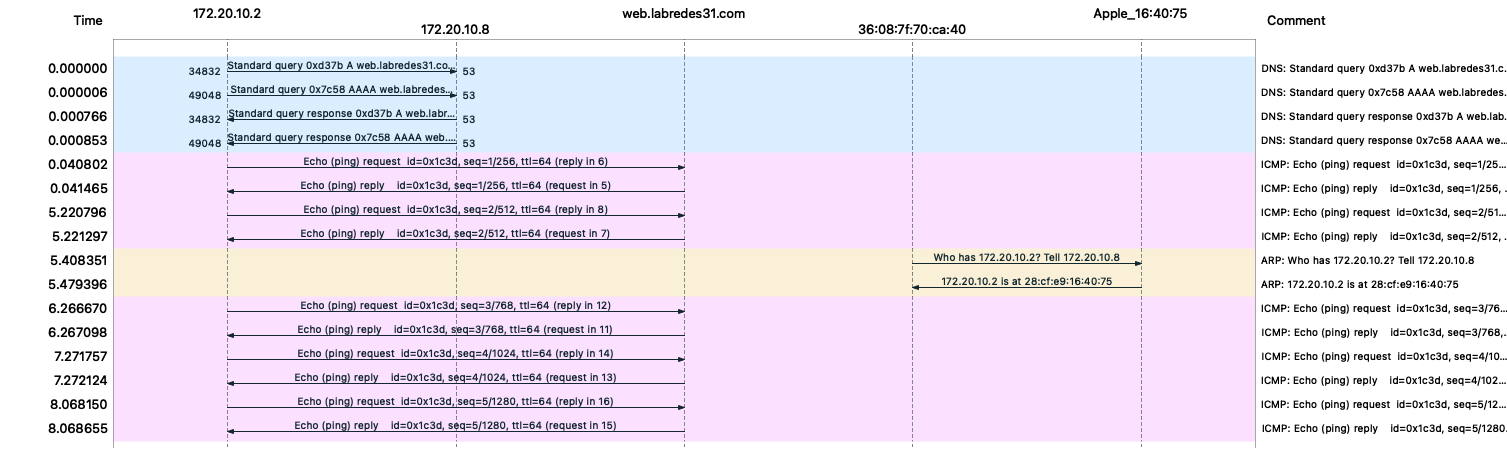 172.20.10.2 web.labredes31.com Apple_16:40:75
Time 172.20.10.8 36:08:7f:70:ca:40 Comment
0.000000 34832 Standard query 0xd37b A web.labredes31.co... 53 DNS: Standard query 0xd37b A web.labredes31.c.
0.000006 49048 Standard query 0x7c58 AAAA web.labredes... 53 DNS: Standard query 0x7c58 AAAA web.labredes.
0.000766 34832 Standard query response 0xd37b A web.labr... 53 DNS: Standard query response 0xd37b A web.lab.
0.000853 49048 Standard query response 0x7c58 AAAA web.... 53 DNS: Standard query response 0x7c58 AAAA we...
0.040802 Echo (ping) request id=0x1c3d, seq=1/256, ttl=64 (reply in 6) ICMP: Echo (ping) request id=0x1c3d, seq=1/25...
0.041465 Echo (ping) reply id=0x1c3d, seq=1/256, ttl=64 (request in 5) ICMP: Echo (ping) reply id=0x1c3d, seq=1/256, .
5.220796 Echo (ping) request id=0x1c3d, seq=2/512, ttl=64 (reply in 8) ICMP: Echo (ping) request id=0x1c3d, seq=2/51...
5.221297 Echo (ping) reply id=0x1c3d, seq=2/512, ttl=64 (request in 7) ICMP: Echo (ping) reply id=0x1c3d, seq=2/512, .
5.408351 Who has 172.20.10.2? Tell 172.20.10.8 ARP: Who has 172.20.10.2? Tell 172.20.10.8
5.479396 172.20.10.2 is at 28:cf:e9:16:40:75 ARP: 172.20.10.2 is at 28:cf:e9:16:40:75
6.266670 Echo (ping) request id=0x1c3d, seq=3/768, ttl=64 (reply in 12) ICMP: Echo (ping) request id=0x1c3d, seq=3/76...
6.267098 Echo (ping) reply id=0x1c3d, seq=3/768, ttl=64 (request in 11) ICMP: Echo (ping) reply id=0x1c3d, seq=3/768,.
7.271757 Echo (ping) request id=0x1c3d, seq=4/1024, ttl=64 (reply in 14) ICMP: Echo (ping) request id=0x1c3d, seq=4/10...
7.272124 Echo (ping) reply id=0x1c3d, seq=4/1024, ttl=64 (request in 13) ICMP: Echo (ping) reply id=0x1c3d, seq=4/102...
8.068150 Echo (ping) request id=0x1c3d, seq=5/1280, ttl=64 (reply in 16) ICMP: Echo (ping) request id=0x1c3d, seq=5/12...
8.068655 Echo (ping) reply id=0x1c3d, seq=5/1280, ttl=64 (request in 15) ICMP: Echo (ping) reply id=0x1c3d, seq=5/1280.